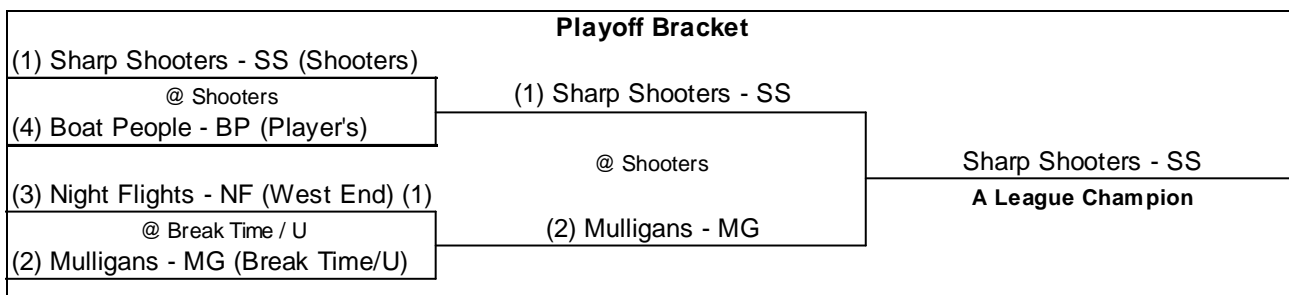 Playoff Bracket
(1) Sharp Shooters - SS (Shooters)
@ Shooters
(4) Boat People - BP (Player's)
(1) Sharp Shooters - SS
@ Shooters
Sharp Shooters - SS
A League Champion
(3) Night Flights - NF (West End) (1)
@ Break Time / U
(2) Mulligans - MG (Break Time/U)
(2) Mulligans - MG